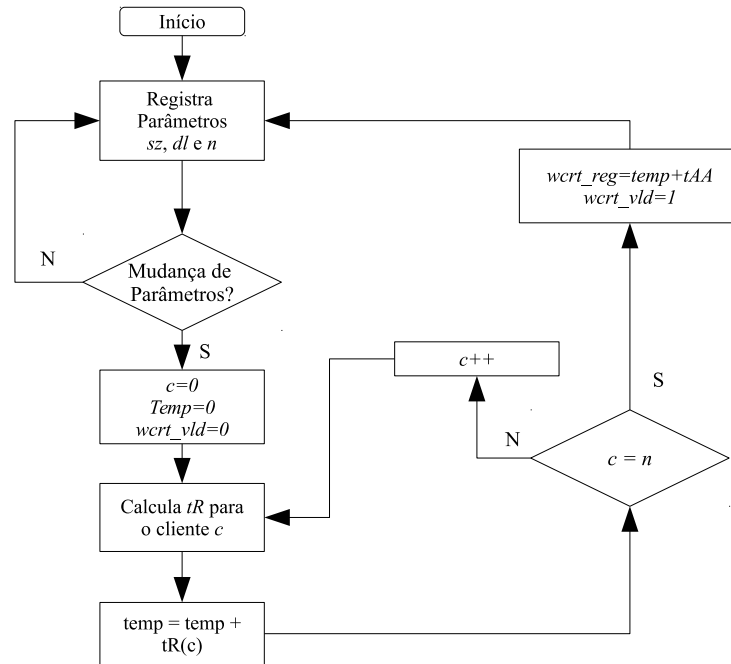 Início
Registra
Parâmetros
sz, dl e n
wcrt_reg=temp+tAA
wcrt_vld=1
N
Mudança de
Parâmetros?
S
c++
c=0
Temp=0
wcrt_vld=0
S
N
c = n
Calcula tR para
o cliente c
temp = temp +
tR(c)